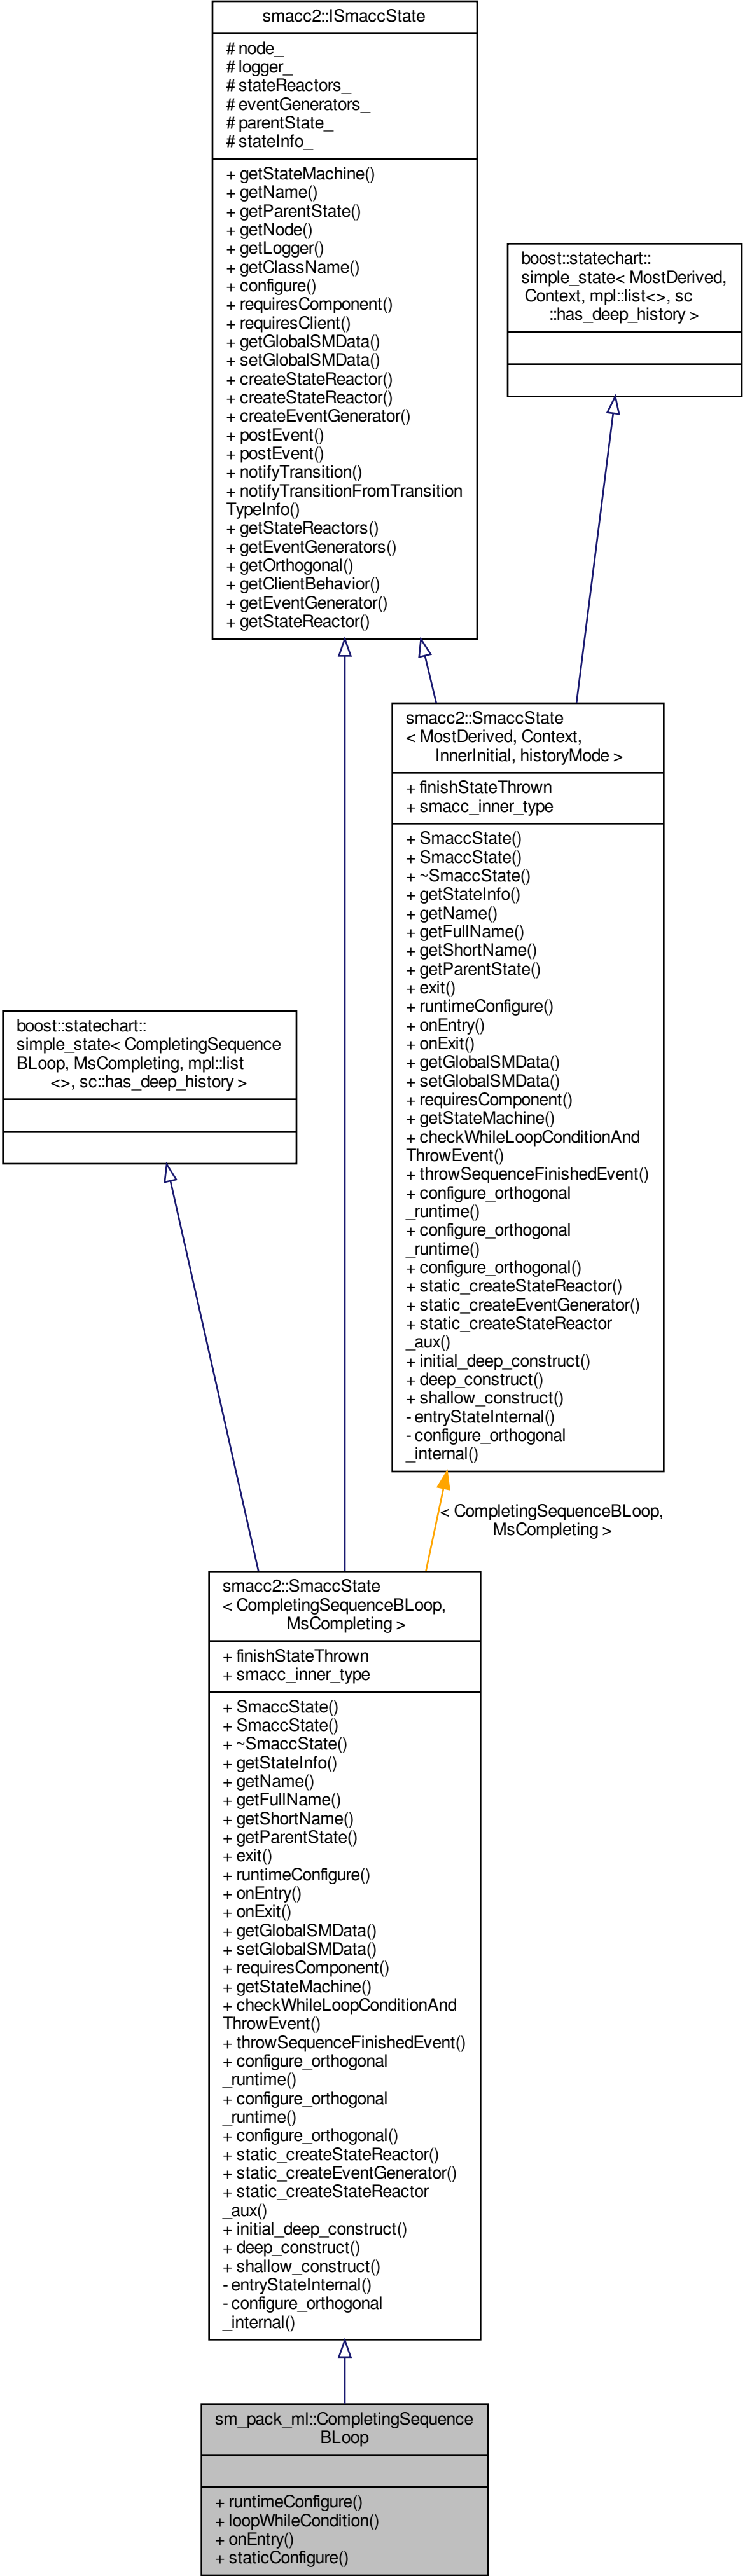 smacc2::ISmaccState
# node_
# logger_
# stateReactors_
# eventGenerators_
# parentState_
# stateInfo_
+ getStateMachine()
+ getName()
+ getParentState()
+ getNode()
+ getLogger()
+ getClassName()
+ configure()
+ requiresComponent()
+ requiresClient()
+ getGlobalSMData()
+ setGlobalSMData()
+ createStateReactor()
+ createStateReactor()
+ createEventGenerator()
+ postEvent()
+ postEvent()
+ notifyTransition()
+ notifyTransitionFromTransition
TypeInfo()
+ getStateReactors()
+ getEventGenerators()
+ getOrthogonal()
+ getClientBehavior()
+ getEventGenerator()
+ getStateReactor()
boost::statechart::
simple_state< MostDerived,
Context, mpl::list<>, sc
::has_deep_history >
smacc2::SmaccState
< MostDerived, Context,
InnerInitial, historyMode >
+ finishStateThrown
+ smacc_inner_type
+ SmaccState()
+ SmaccState()
+ ~SmaccState()
+ getStateInfo()
+ getName()
+ getFullName()
+ getShortName()
+ getParentState()
+ exit()
+ runtimeConfigure()
+ onEntry()
+ onExit()
+ getGlobalSMData()
+ setGlobalSMData()
+ requiresComponent()
+ getStateMachine()
+ checkWhileLoopConditionAnd
ThrowEvent()
+ throwSequenceFinishedEvent()
+ configure_orthogonal
_runtime()
+ configure_orthogonal
_runtime()
+ configure_orthogonal()
+ static_createStateReactor()
+ static_createEventGenerator()
+ static_createStateReactor
_aux()
+ initial_deep_construct()
+ deep_construct()
+ shallow_construct()
- entryStateInternal()
- configure_orthogonal
_internal()
boost::statechart::
simple_state< CompletingSequence
BLoop, MsCompleting, mpl::list
<>, sc::has_deep_history >
< CompletingSequenceBLoop,
MsCompleting >
smacc2::SmaccState
< CompletingSequenceBLoop,
MsCompleting >
+ finishStateThrown
+ smacc_inner_type
+ SmaccState()
+ SmaccState()
+ ~SmaccState()
+ getStateInfo()
+ getName()
+ getFullName()
+ getShortName()
+ getParentState()
+ exit()
+ runtimeConfigure()
+ onEntry()
+ onExit()
+ getGlobalSMData()
+ setGlobalSMData()
+ requiresComponent()
+ getStateMachine()
+ checkWhileLoopConditionAnd
ThrowEvent()
+ throwSequenceFinishedEvent()
+ configure_orthogonal
_runtime()
+ configure_orthogonal
_runtime()
+ configure_orthogonal()
+ static_createStateReactor()
+ static_createEventGenerator()
+ static_createStateReactor
_aux()
+ initial_deep_construct()
+ deep_construct()
+ shallow_construct()
- entryStateInternal()
- configure_orthogonal
_internal()
sm_pack_ml::CompletingSequence
BLoop
+ runtimeConfigure()
+ loopWhileCondition()
+ onEntry()
+ staticConfigure()